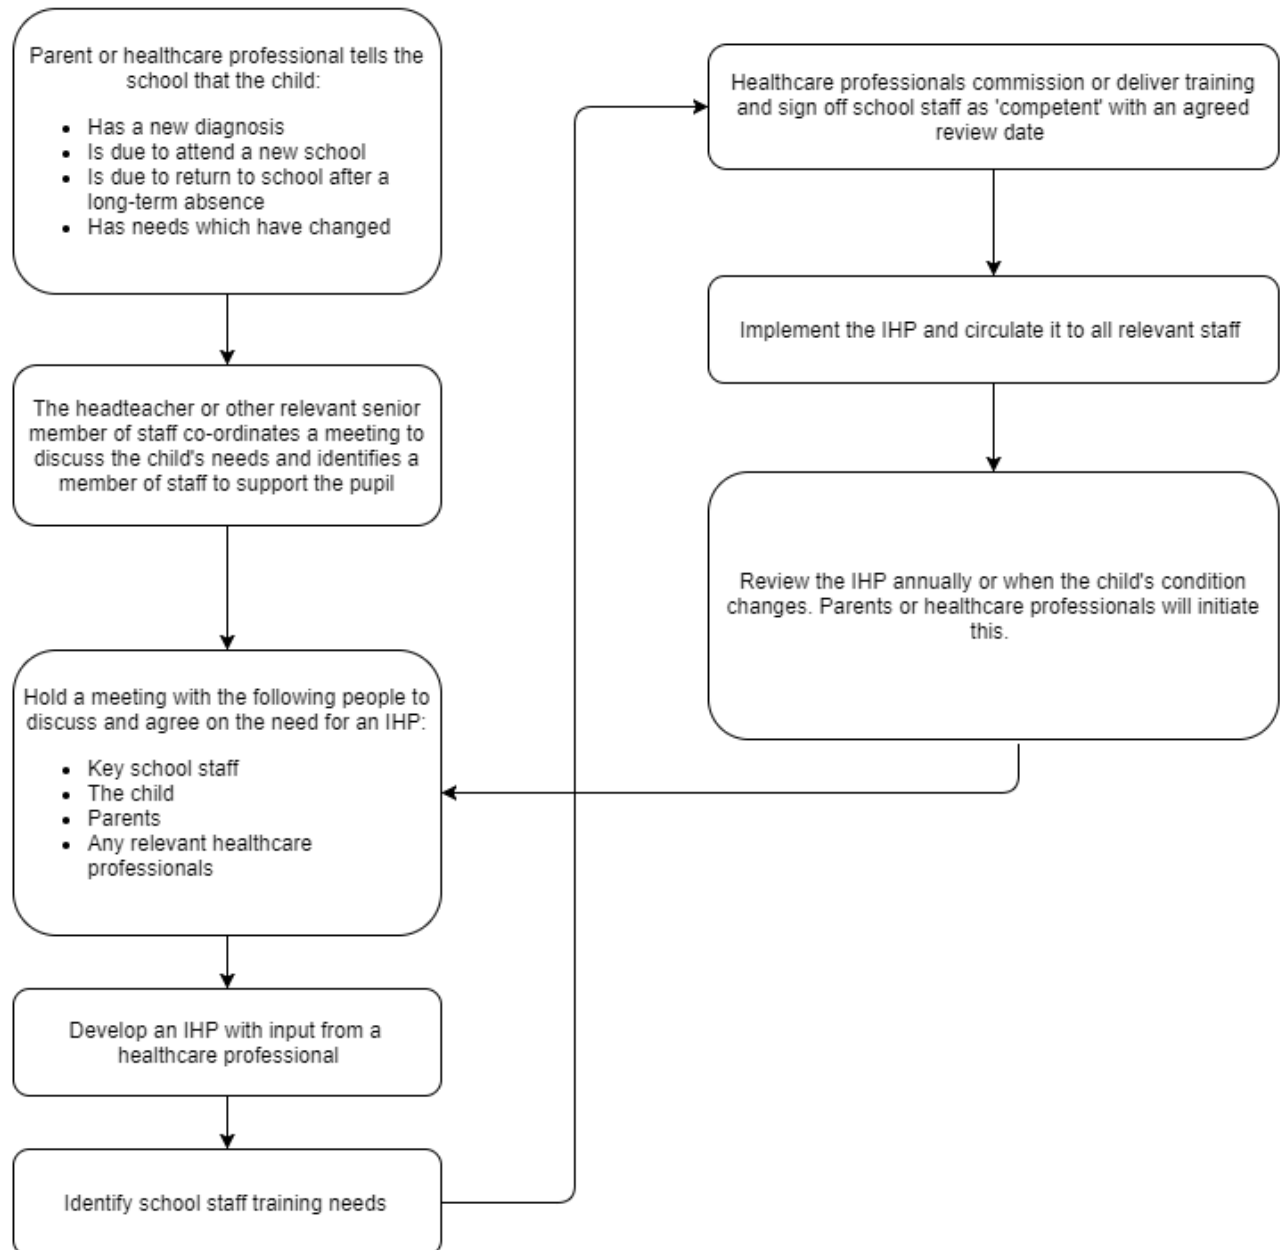 Parent or healthcare professional tells the
school that the child:
• Has a new diagnosis
• Is due to attend a new school
• Is due to return to school after a
long-term absence
• Has needs which have changed
The headteacher or other relevant senior
member of staff co-ordinates a meeting to
discuss the child's needs and identifies a
member of staff to support the pupil
Hold a meeting with the following people to
discuss and agree on the need for an IHP:
• Key school staff
• The child
• Parents
• Any relevant healthcare
professionals
Develop an IHP with input from a
healthcare professional
Identify school staff training needs
Healthcare professionals commission or deliver training
and sign off school staff as 'competent' with an agreed
review date
Implement the IHP and circulate it to all relevant staff
Review the IHP annually or when the child's condition
changes. Parents or healthcare professionals will initiate
this.